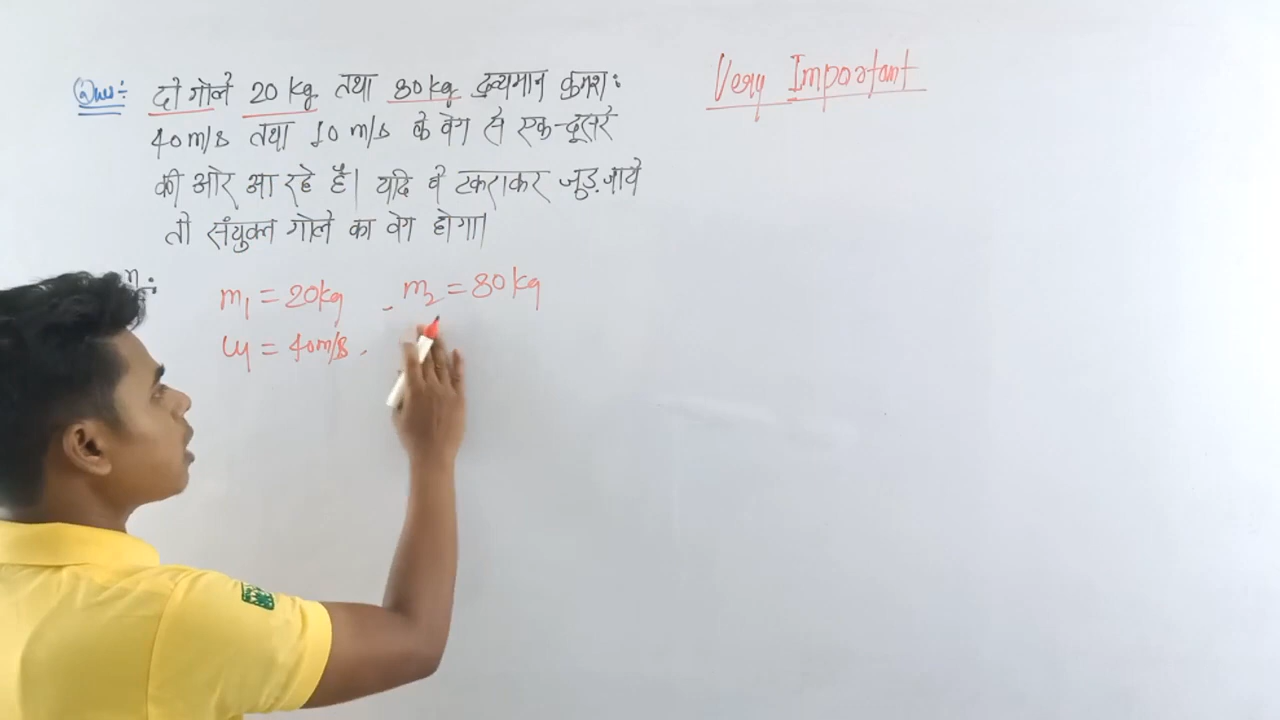 Ques:- दो गोले 20 kg तथा 80 kg द्रव्यमान क्रमश:
40 m/s तथा 10 m/s के वेग से एक-दूसरे
की ओर आ रहे है। यदि वे टकराकर जुड़ जाये
तो संयुक्त गोले का वेग होगा।
Very Important
m₁ = 20kg , m₂ = 80kg
u₁ = 40m/s ,